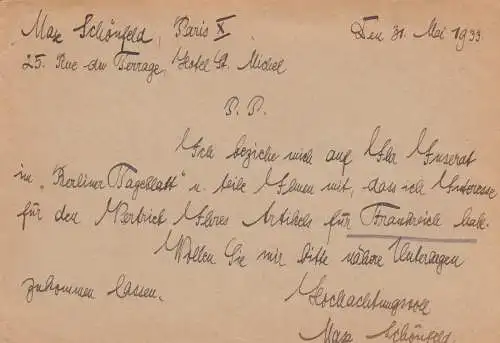 Max Schönfeld, Paris X
Den 31. Mai 1933
25. Rue du Terrage, Hotel St. Michel
P. P.
Ich beziehe mich auf Ihr Inserat
im „Berliner Tageblatt" u. teile Ihnen mit, dass ich Interesse
für den Vertrieb Ihres Artikels für Frankreich habe.
Wollen Sie mir bitte nähere Unterlagen
zukommen lassen.
Hochachtungsvoll
Max Schönfeld.